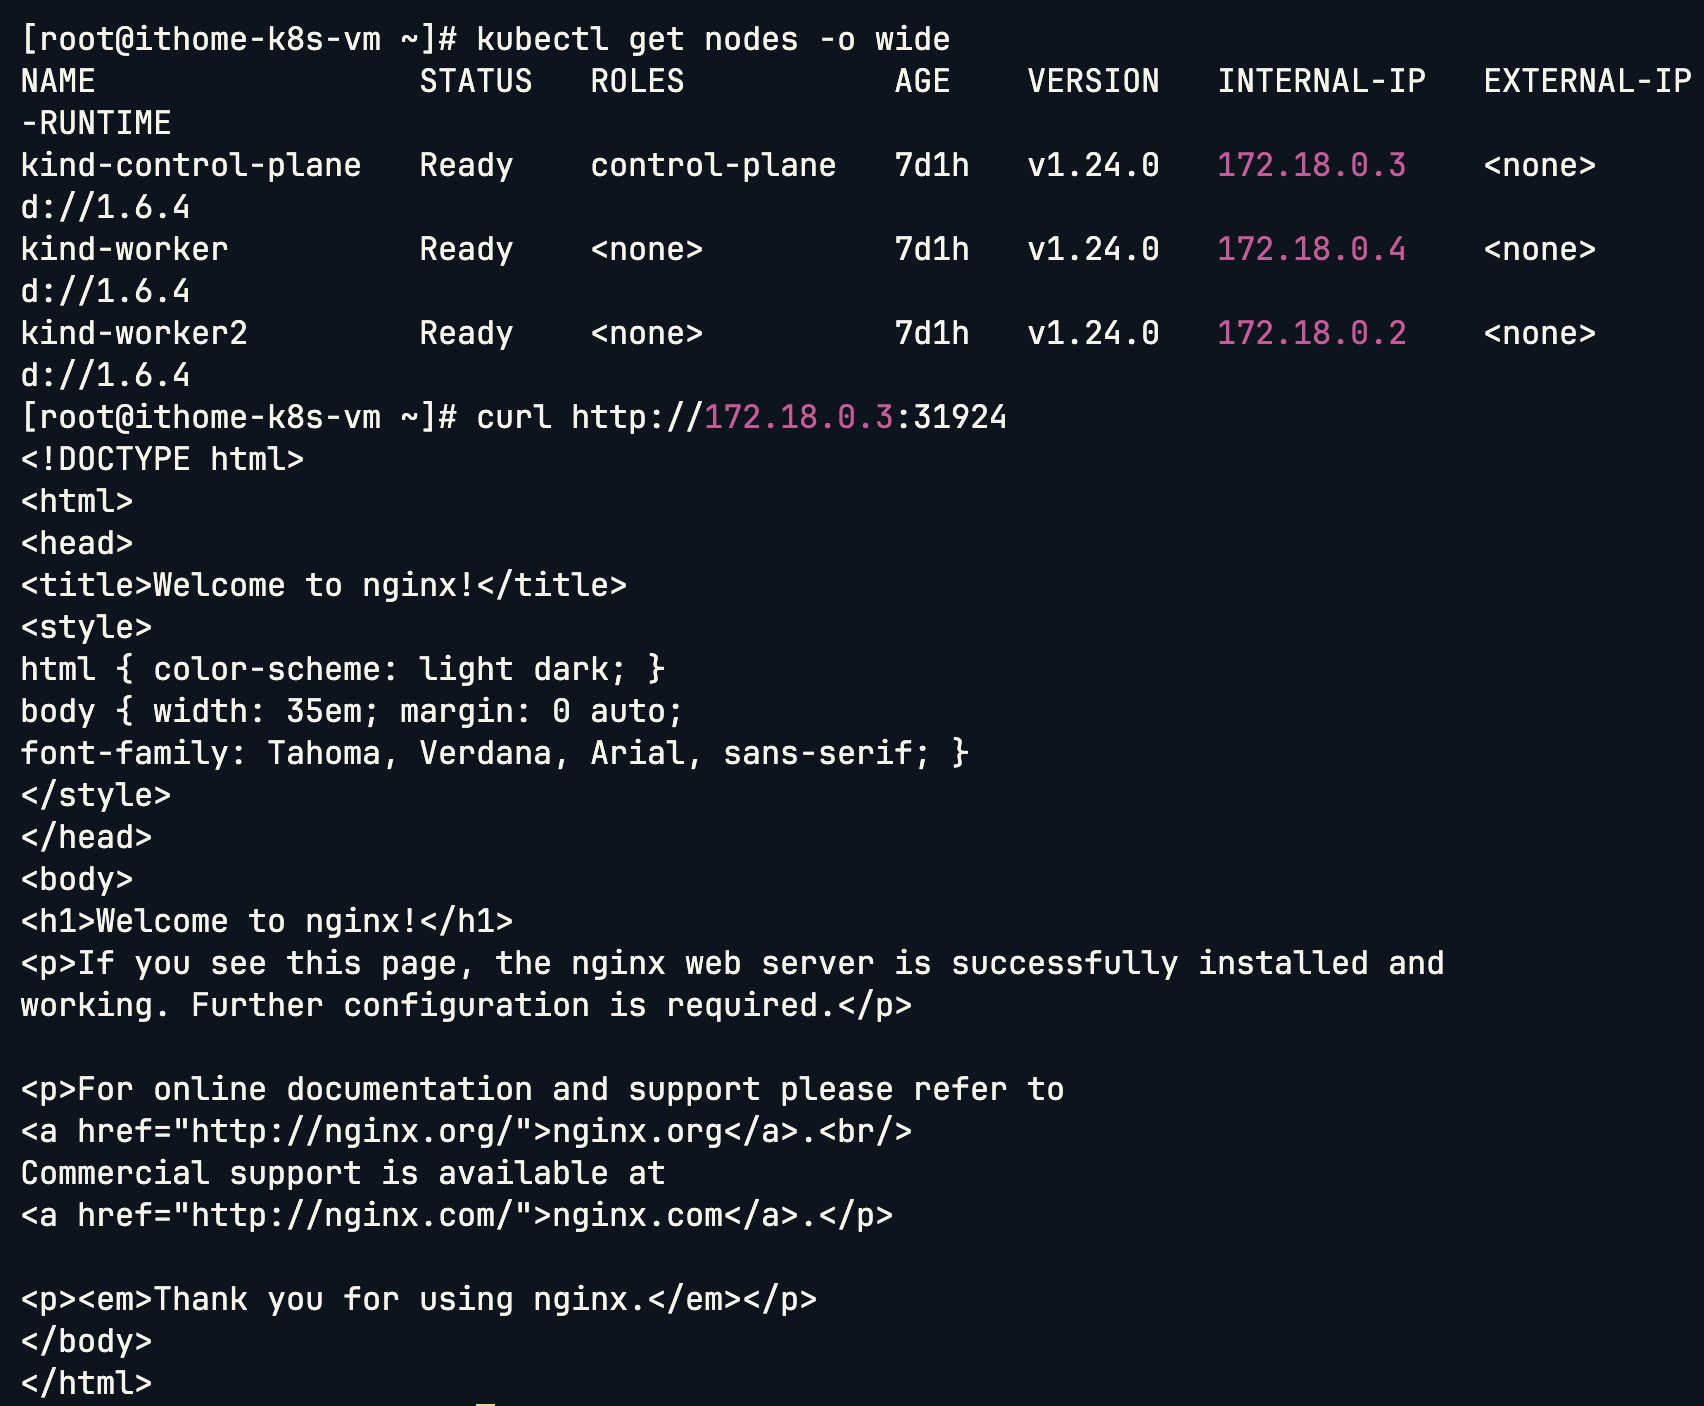 [root@ithome-k8s-vm ~]# kubectl get nodes -o wide
NAME                 STATUS   ROLES           AGE    VERSION   INTERNAL-IP   EXTERNAL-IP
-RUNTIME
kind-control-plane   Ready    control-plane   7d1h   v1.24.0   172.18.0.3    <none>
d://1.6.4
kind-worker          Ready    <none>          7d1h   v1.24.0   172.18.0.4    <none>
d://1.6.4
kind-worker2         Ready    <none>          7d1h   v1.24.0   172.18.0.2    <none>
d://1.6.4
[root@ithome-k8s-vm ~]# curl http://172.18.0.3:31924
<!DOCTYPE html>
<html>
<head>
<title>Welcome to nginx!</title>
<style>
html { color-scheme: light dark; }
body { width: 35em; margin: 0 auto;
font-family: Tahoma, Verdana, Arial, sans-serif; }
</style>
</head>
<body>
<h1>Welcome to nginx!</h1>
<p>If you see this page, the nginx web server is successfully installed and
working. Further configuration is required.</p>

<p>For online documentation and support please refer to
<a href="http://nginx.org/">nginx.org</a>.<br/>
Commercial support is available at
<a href="http://nginx.com/">nginx.com</a>.</p>

<p><em>Thank you for using nginx.</em></p>
</body>
</html>